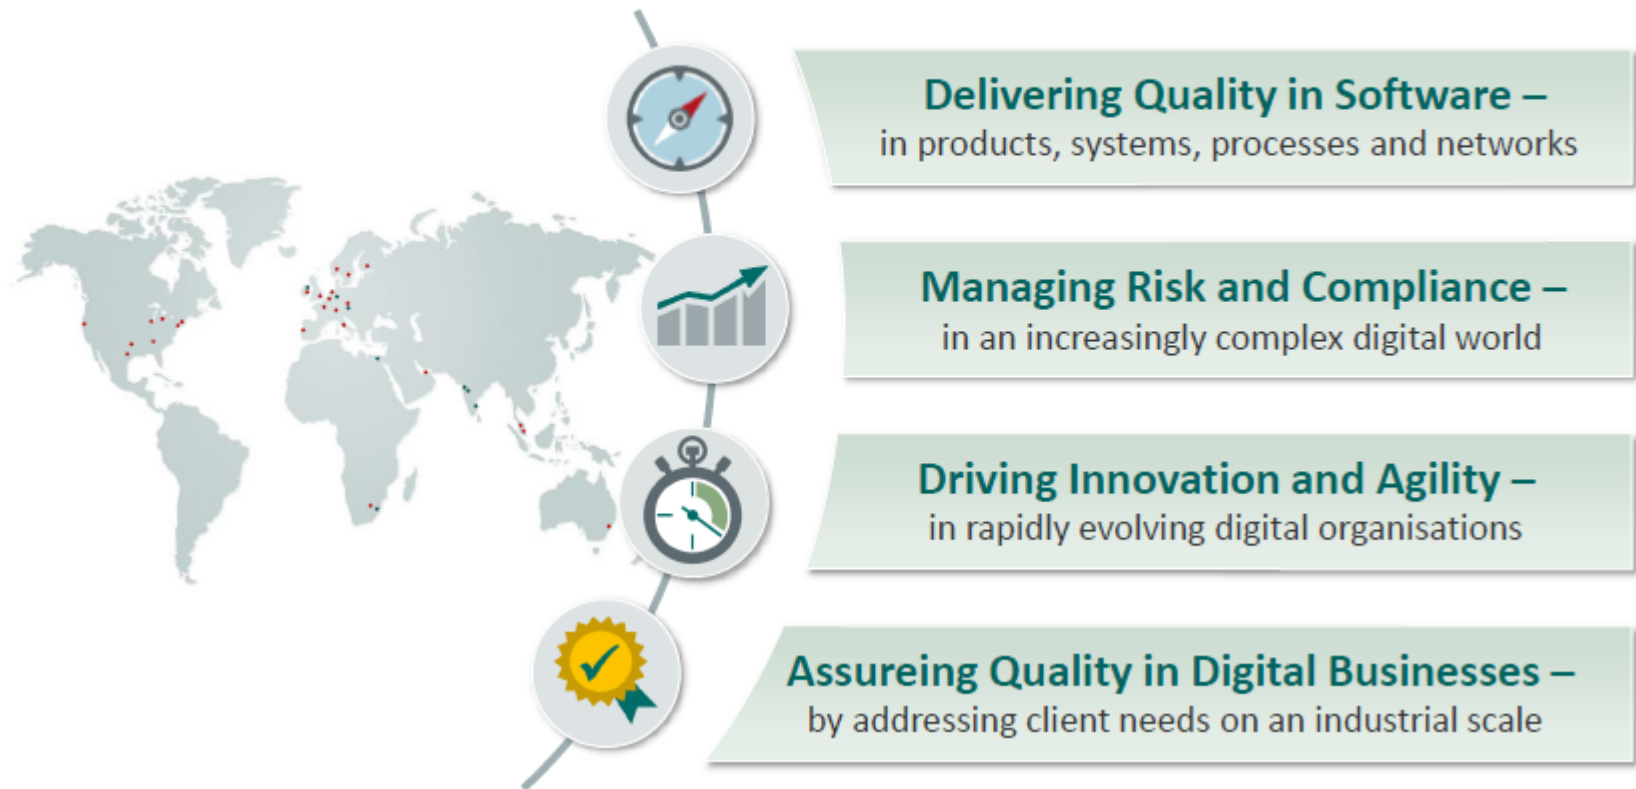 Delivering Quality in Software –
in products, systems, processes and networks
Managing Risk and Compliance –
in an increasingly complex digital world
Driving Innovation and Agility –
in rapidly evolving digital organisations
Assureing Quality in Digital Businesses –
by addressing client needs on an industrial scale